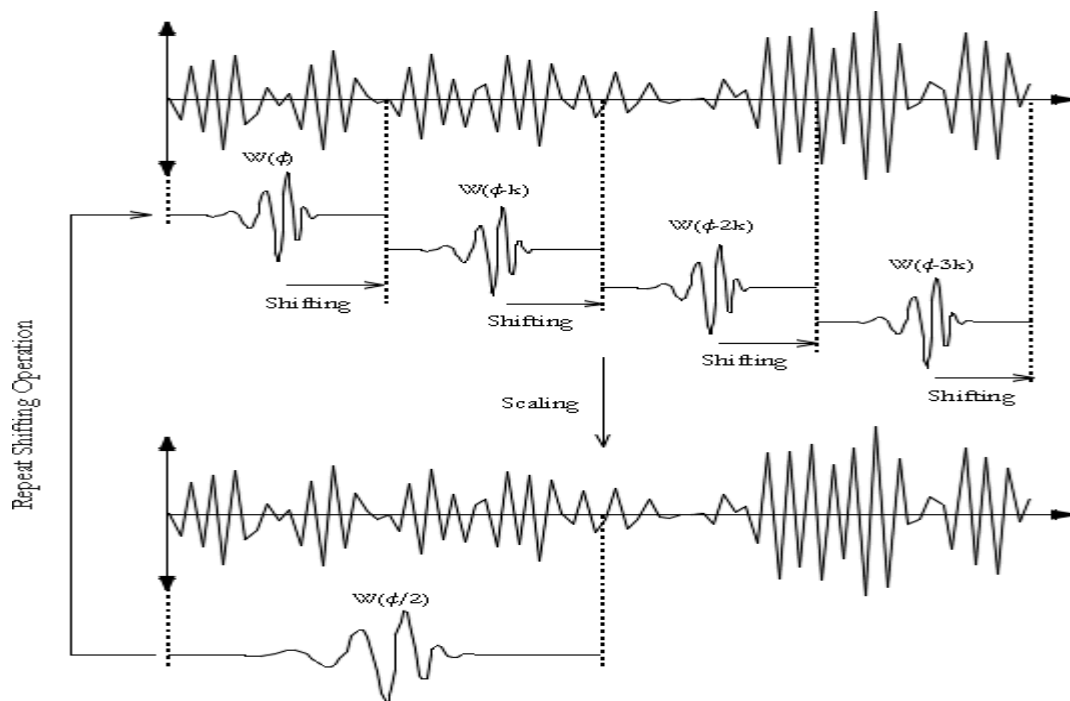 W(ϕ)
W(ϕ-k)
W(ϕ-2k)
W(ϕ-3k)
Shifting
Shifting
Shifting
Shifting
Scaling
Repeat Shifting Operation
W(ϕ/2)